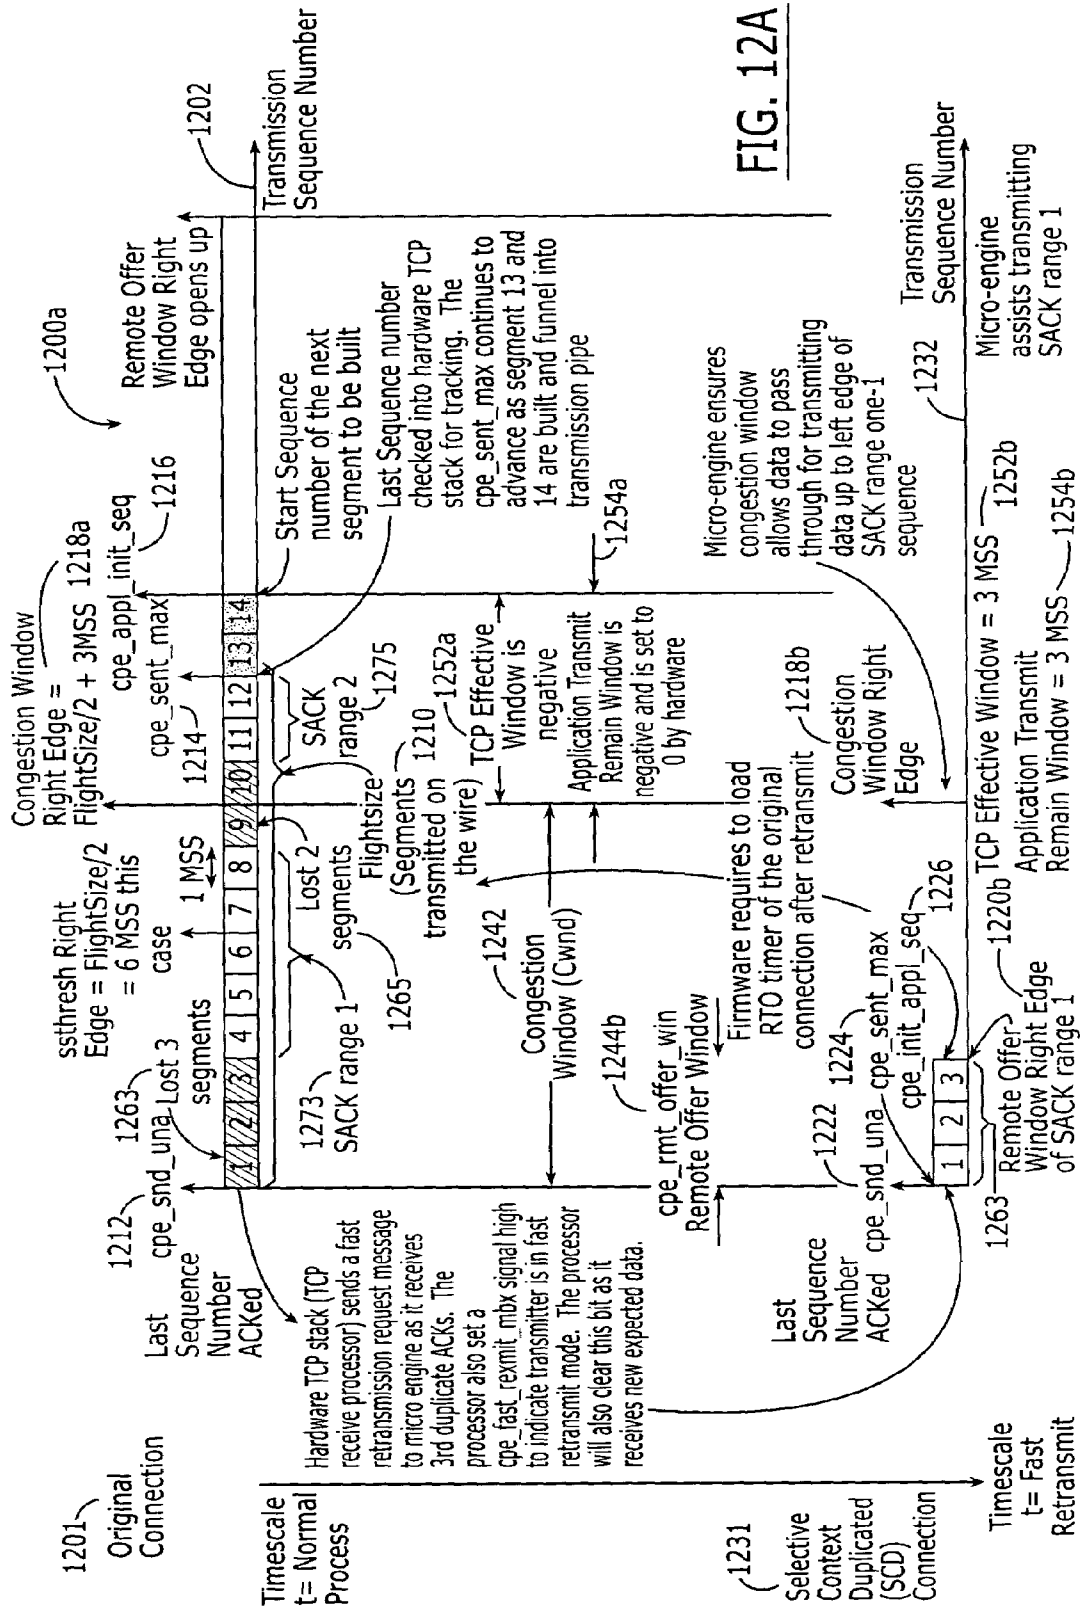 1200a
1201
Original
Connection
Last
Sequence
Number
ACKed
1212
cpe_snd_una
1263
Lost 3
segments
ssthresh Right
Edge = FlightSize/2
= 6 MSS this
case
1 MSS
Congestion Window
Right Edge =
FlightSize/2 + 3MSS
1218a
cpe_appl_init_seq
1216
cpe_sent_max
1214
Remote Offer
Window Right
Edge opens up
1202
Transmission
Sequence Number
1 2 3 4 5 6 7 8 9 10 11 12 13 14
1273
SACK range 1
Lost 2
segments
1265
Flightsize
(Segments
transmitted on
the wire)
1210
SACK
range 2
1275
Start Sequence
number of the next
segment to be built
Last Sequence number
checked into hardware TCP
stack for tracking. The
cpe_sent_max continues to
advance as segment 13 and
14 are built and funnel into
transmission pipe
Timescale
t= Normal
Process
Hardware TCP stack (TCP
receive processor) sends a fast
retransmission request message
to micro engine as it receives
3rd duplicate ACKs. The
processor also set a
cpe_fast_rexmit_mbx signal high
to indicate transmitter is in fast
retransmit mode. The processor
will also clear this bit as it
receives new expected data.
1242
Congestion
Window (Cwnd)
1252a
TCP Effective
Window is
negative
Application Transmit
Remain Window is
negative and is set to
0 by hardware
1254a
1244b
cpe_rmt_offer_win
Remote Offer Window
Firmware requires to load
RTO timer of the original
connection after retransmit
1218b
Congestion
Window Right
Edge
Micro-engine ensures
congestion window
allows data to pass
through for transmitting
data up to left edge of
SACK range one-1
sequence
FIG. 12A
1231
Selective
Context
Duplicated
(SCD)
Connection
Last
Sequence
Number
ACKed
1222
cpe_snd_una
1224
cpe_sent_max
cpe_init_appl_seq
1226
1 2 3
1232
Transmission
Sequence Number
Timescale
t= Fast
Retransmit
1263
Remote Offer
Window Right Edge
of SACK range 1
1220b
TCP Effective Window = 3 MSS
1252b
Application Transmit
Remain Window = 3 MSS
1254b
Micro-engine
assists transmitting
SACK range 1